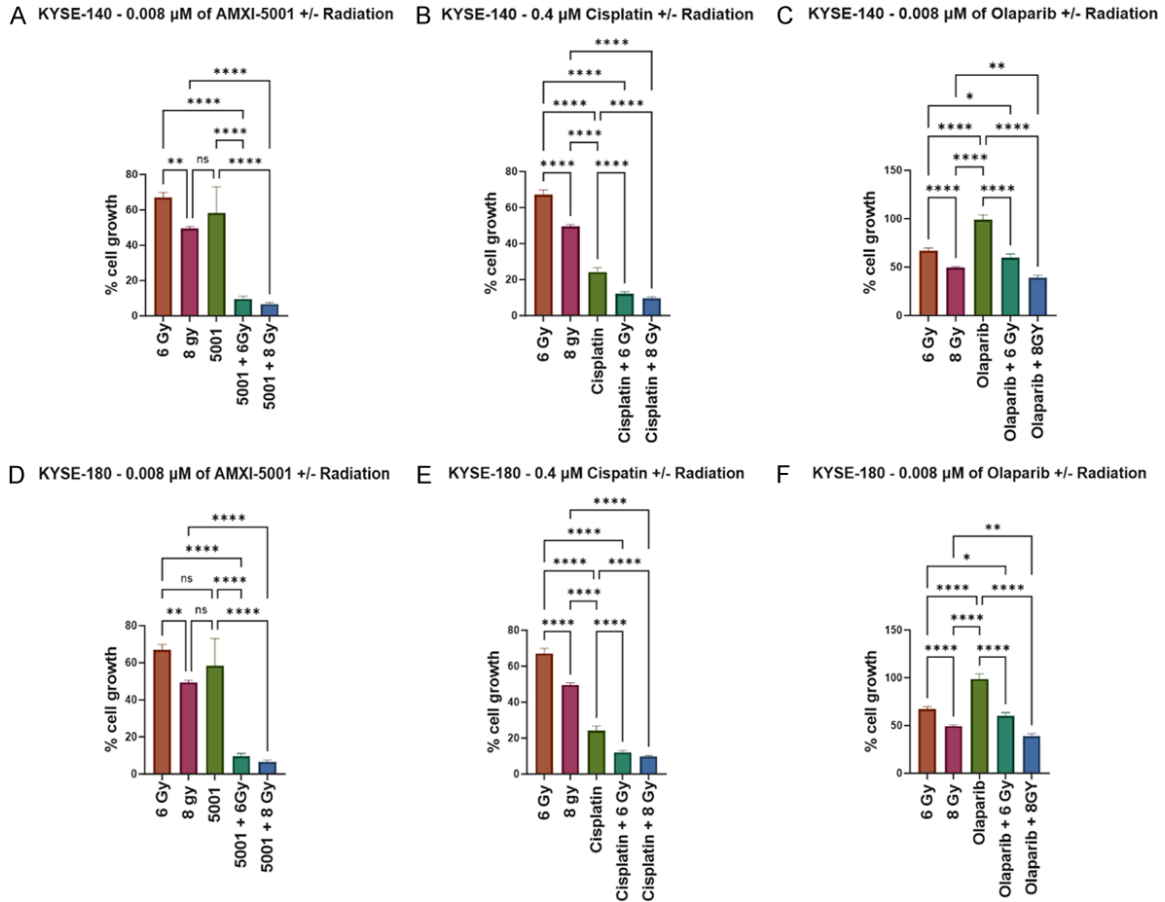 A KYSE-140 - 0.008 µM of AMXI-5001 +/- Radiation
**** 
****
****
** ns ****
80
60
40
20
0
% cell growth
6 Gy
8 gy
5001
5001 + 6Gy
5001 + 8 Gy
B KYSE-140 - 0.4 µM Cisplatin +/- Radiation
****
****
**** ****
****
**** ****
80
60
40
20
0
% cell growth
6 Gy
8 gy
Cisplatin
Cisplatin + 6 Gy
Cisplatin + 8 Gy
C KYSE-140 - 0.008 µM of Olaparib +/- Radiation
**
*
**** ****
****
**** ****
150
100
50
0
% cell growth
6 Gy
8 Gy
Olaparib
Olaparib + 6 Gy
Olaparib + 8GY
D KYSE-180 - 0.008 µM of AMXI-5001 +/- Radiation
****
****
ns ****
** ns ****
80
60
40
20
0
% cell growth
6 Gy
8 gy
5001
5001 + 6Gy
5001 + 8 Gy
E KYSE-180 - 0.4 µM Cispatin +/- Radiation
****
****
**** ****
****
**** ****
80
60
40
20
0
% cell growth
6 Gy
8 gy
Cisplatin
Cisplatin + 6 Gy
Cisplatin + 8 Gy
F KYSE-180 - 0.008 µM of Olaparib +/- Radiation
**
*
**** ****
****
**** ****
150
100
50
0
% cell growth
6 Gy
8 Gy
Olaparib
Olaparib + 6 Gy
Olaparib + 8GY